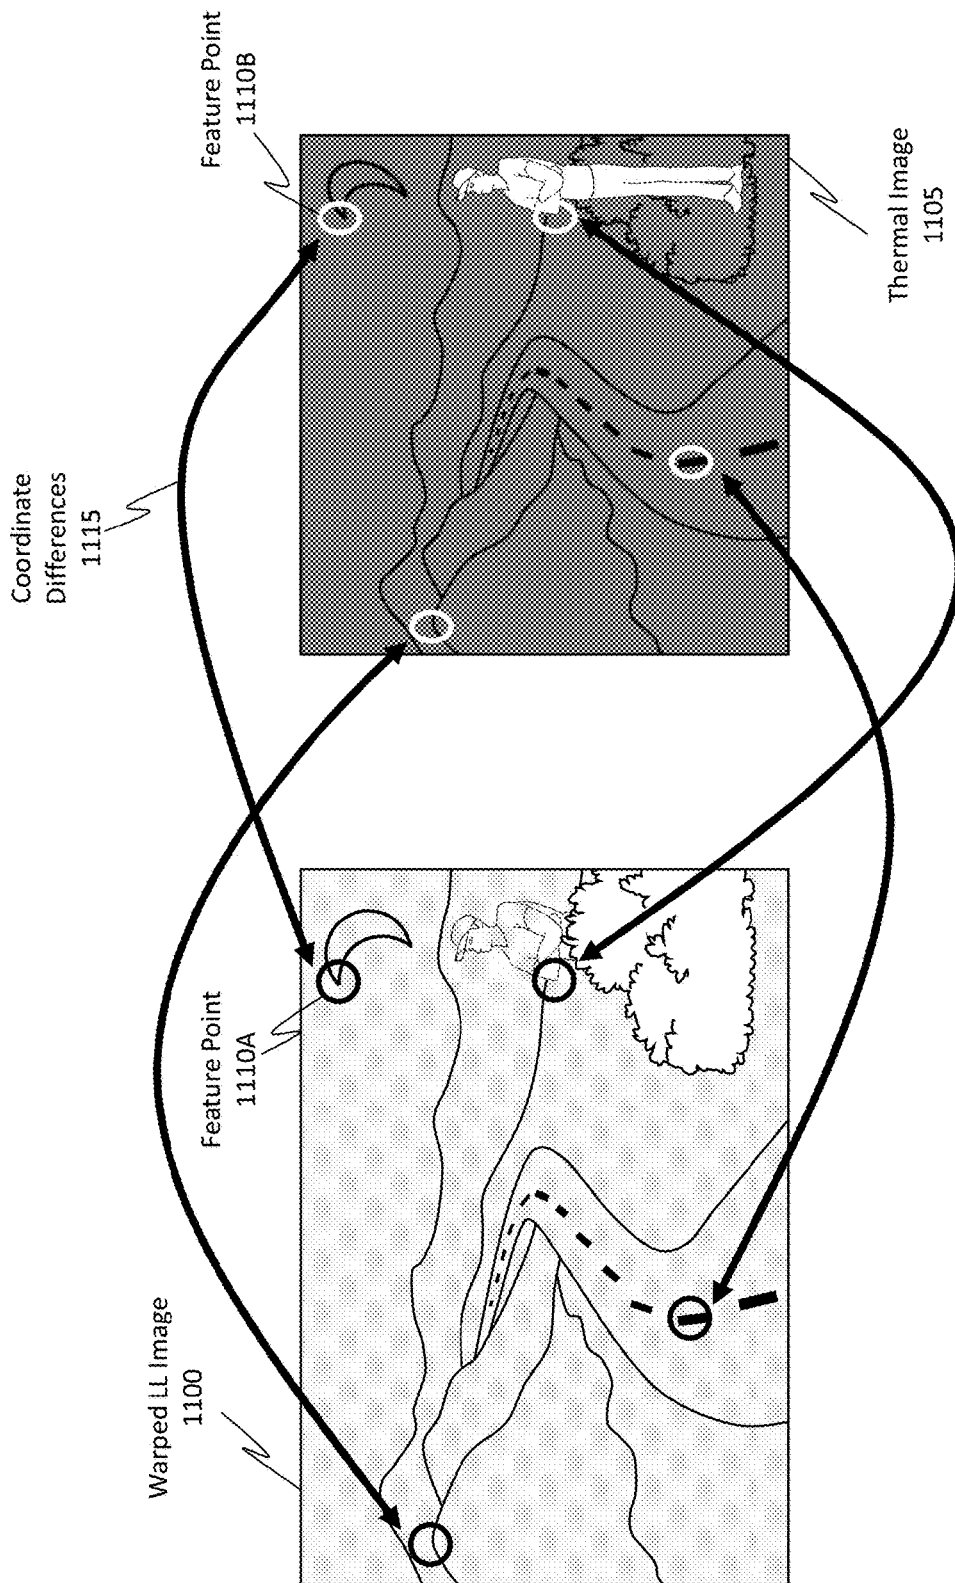 Coordinate
Differences
1115
Feature Point
1110B
Warped LL Image
1100
Feature Point
1110A
Thermal Image
1105